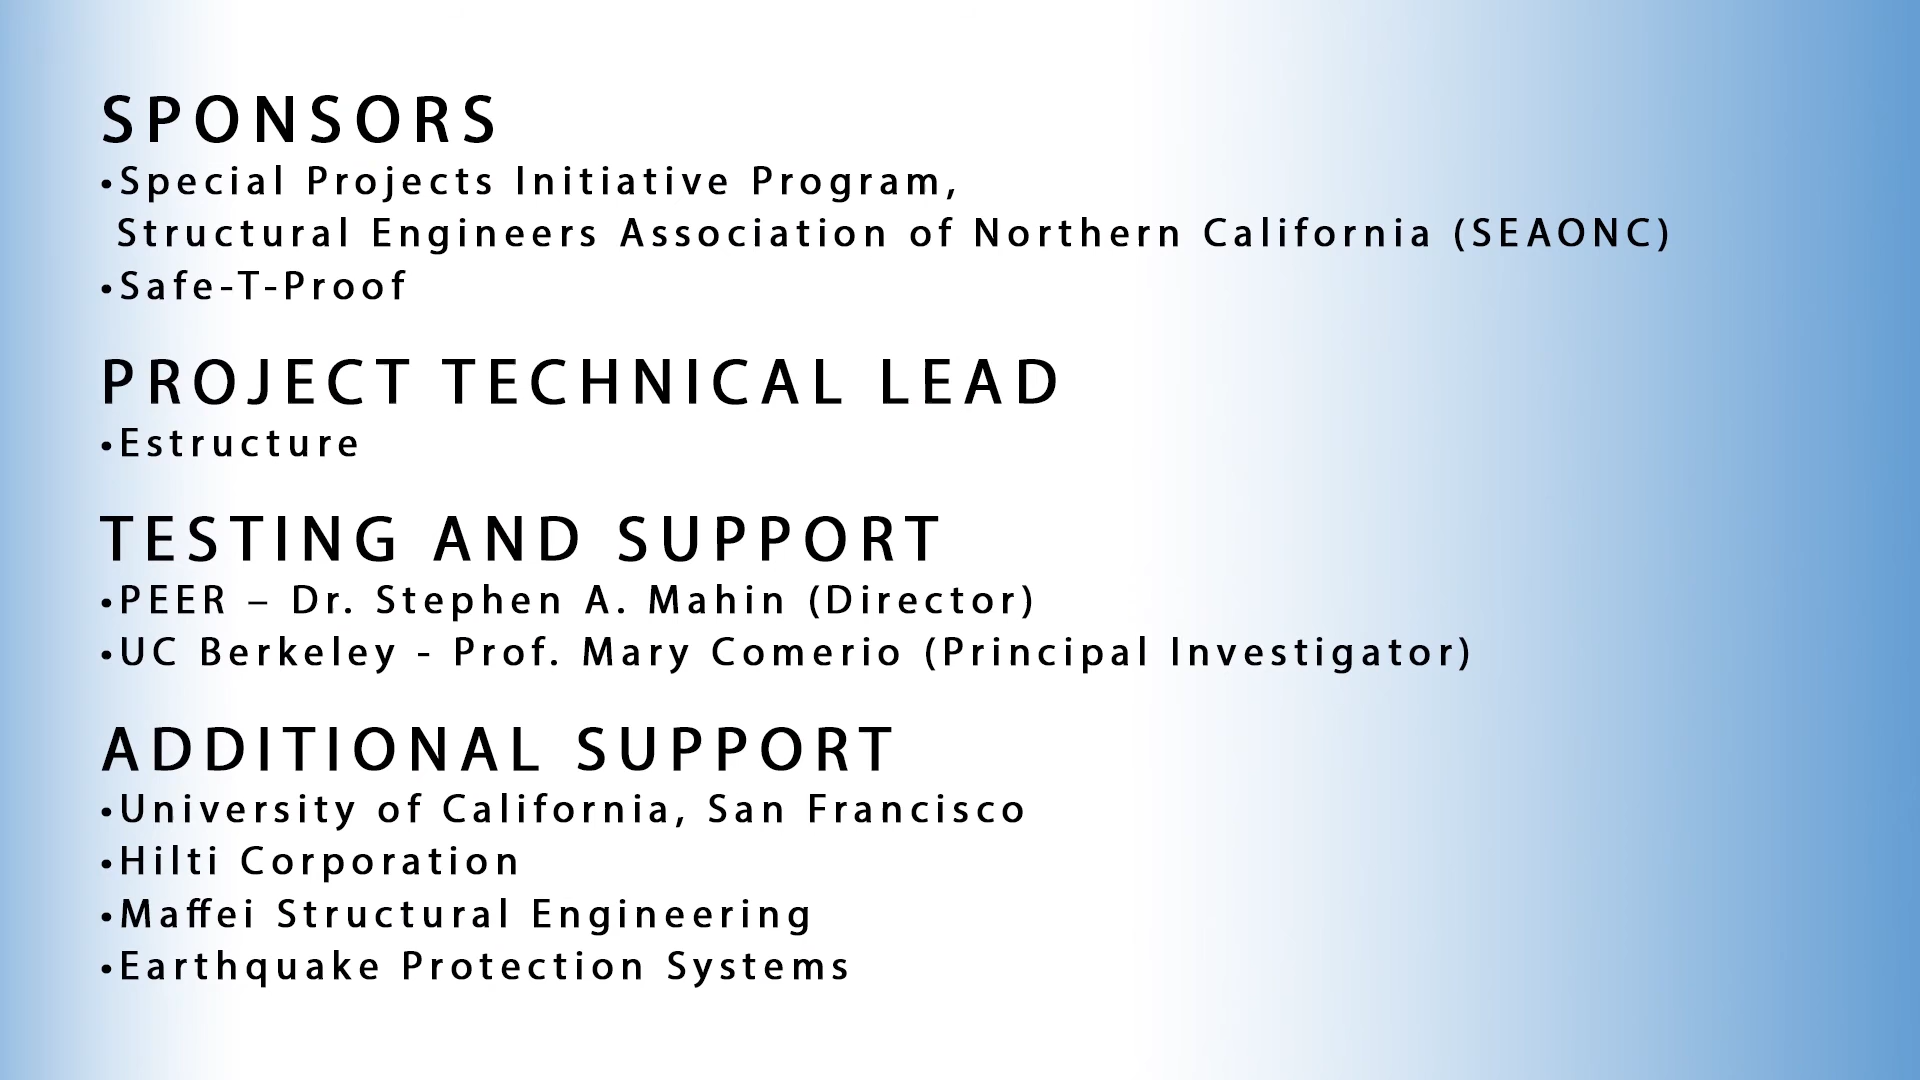 SPONSORS
•Special Projects Initiative Program,
Structural Engineers Association of Northern California (SEAONC)
•Safe-T-Proof
PROJECT TECHNICAL LEAD
•Estructure
TESTING AND SUPPORT
•PEER – Dr. Stephen A. Mahin (Director)
•UC Berkeley - Prof. Mary Comerio (Principal Investigator)
ADDITIONAL SUPPORT
•University of California, San Francisco
•Hilti Corporation
•Maffei Structural Engineering
•Earthquake Protection Systems